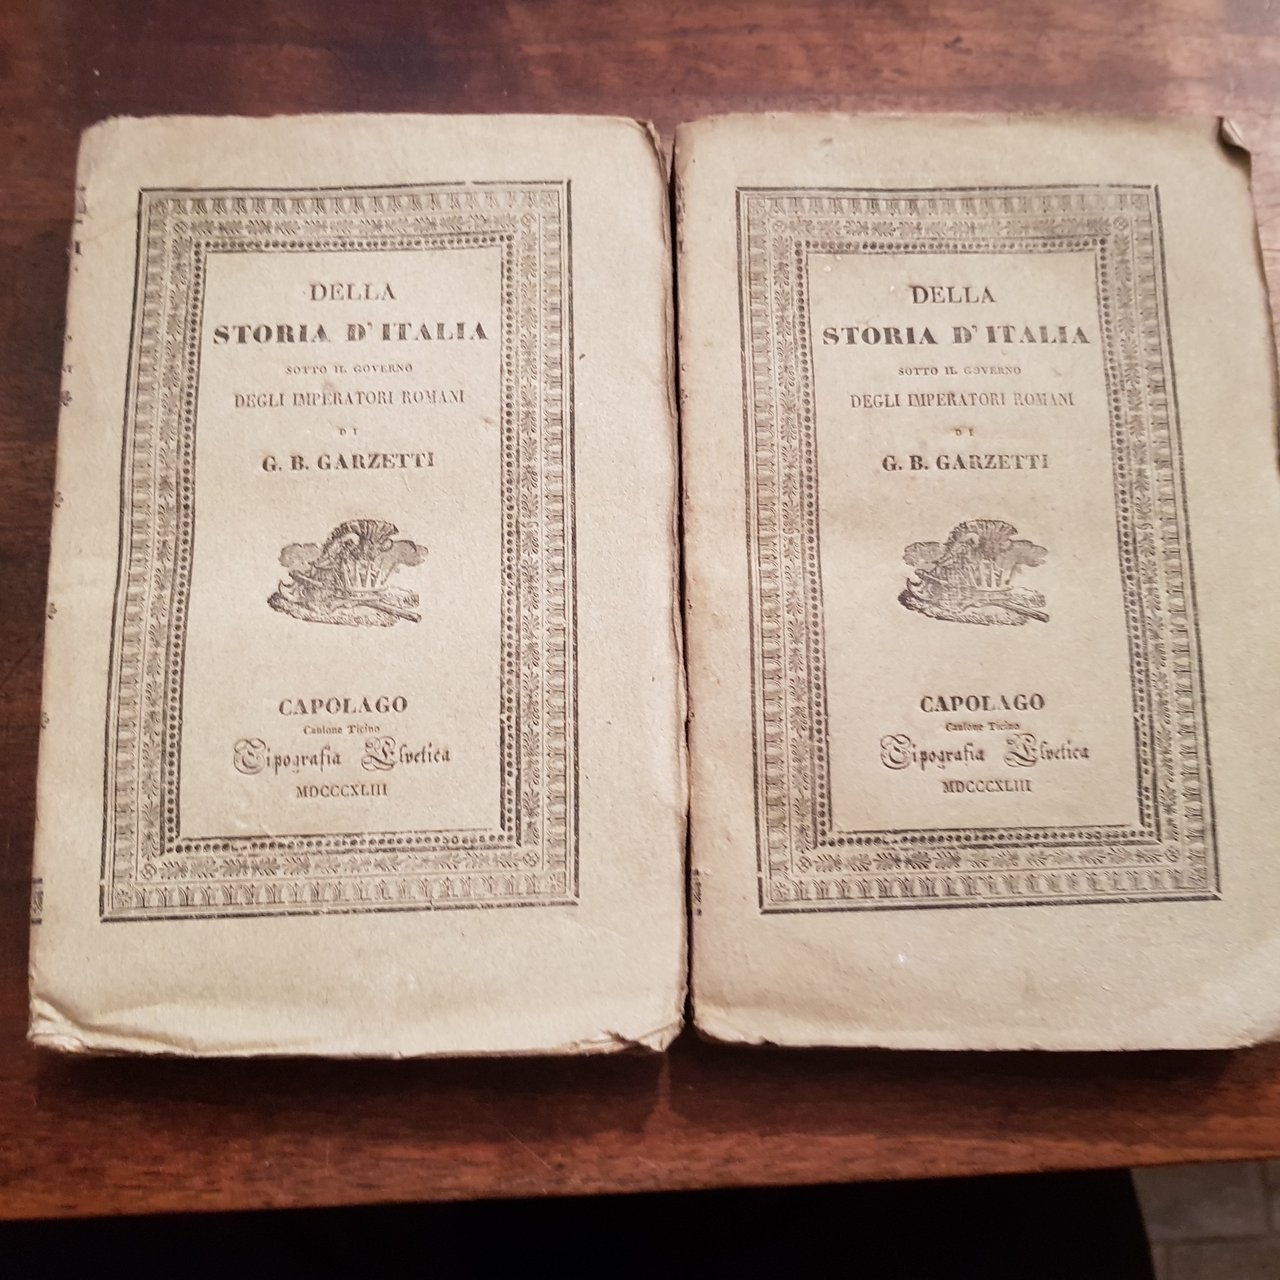 DELLA
STORIA D'ITALIA
SOTTO IL GOVERNO
DEGLI IMPERATORI ROMANI
DI
G. B. GARZETTI
CAPOLAGO
Cantone Ticino
Tipografia Elvetica
MDCCCXLIII
DELLA
STORIA D'ITALIA
SOTTO IL GOVERNO
DEGLI IMPERATORI ROMANI
DI
G. B. GARZETTI
CAPOLAGO
Cantone Ticino
Tipografia Elvetica
MDCCCXLIII